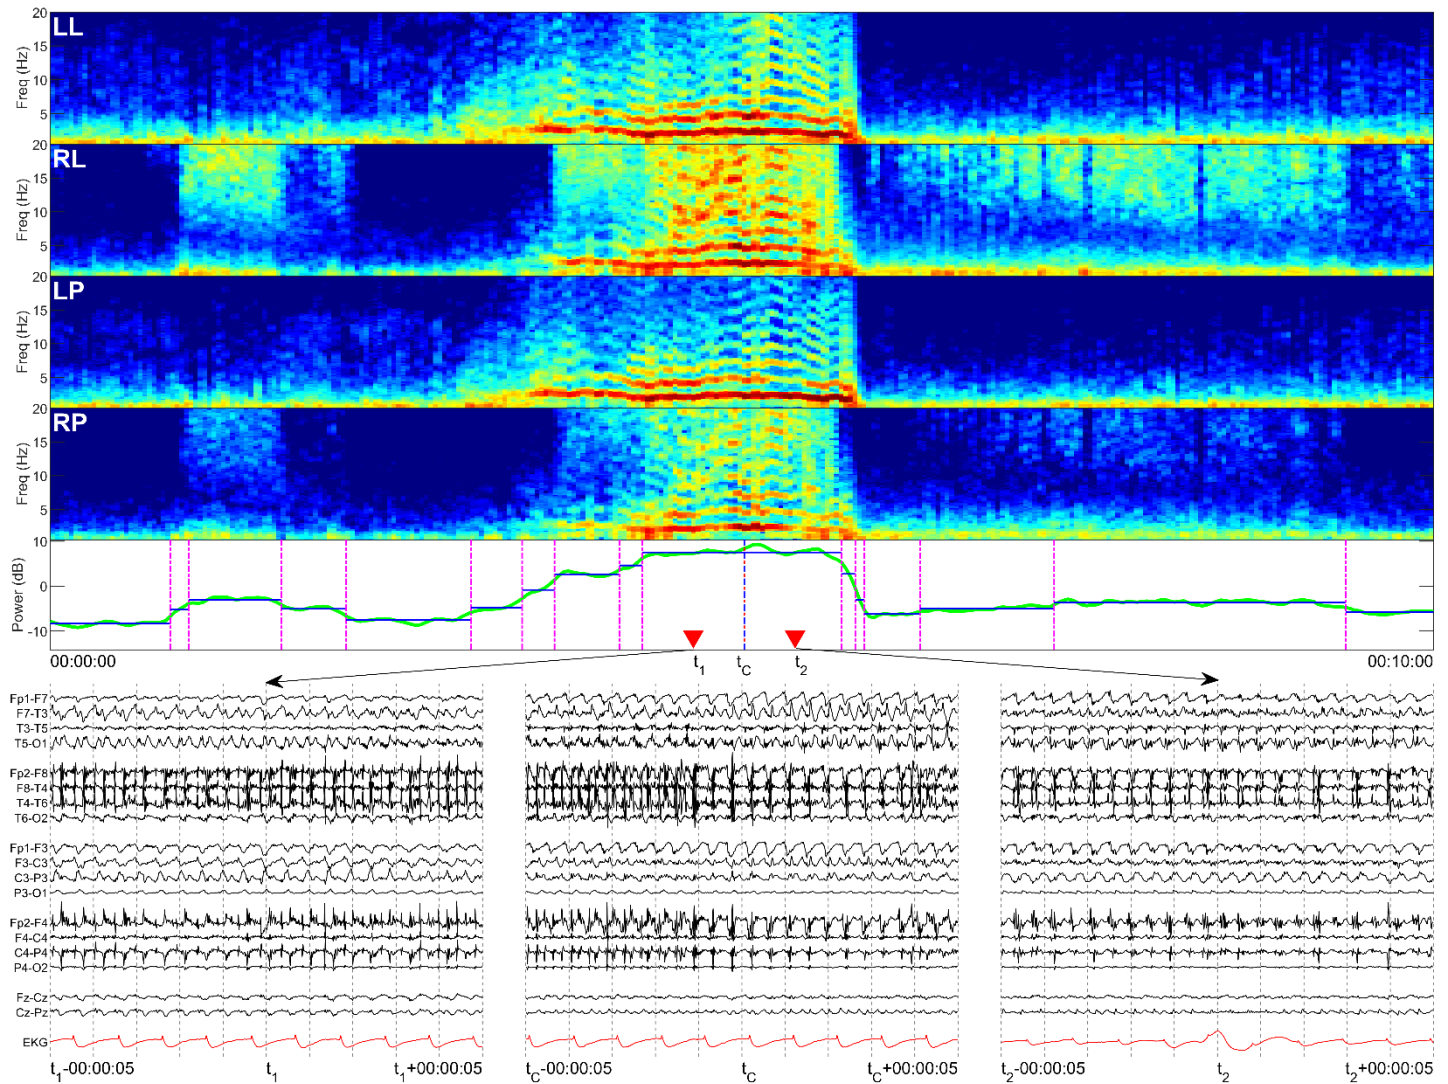 LL
Freq (Hz)
20
15
10
5
RL
Freq (Hz)
20
15
10
5
LP
Freq (Hz)
20
15
10
5
RP
Freq (Hz)
20
15
10
5
Power (dB)
10
0
-10
00:00:00
t1
tC
t2
00:10:00
Fp1-F7
F7-T3
T3-T5
T5-O1
Fp2-F8
F8-T4
T4-T6
T6-O2
Fp1-F3
F3-C3
C3-P3
P3-O1
Fp2-F4
F4-C4
C4-P4
P4-O2
Fz-Cz
Cz-Pz
EKG
t1-00:00:05 t1 t1+00:00:05 tC-00:00:05 tC tC+00:00:05 t2-00:00:05 t2 t2+00:00:05